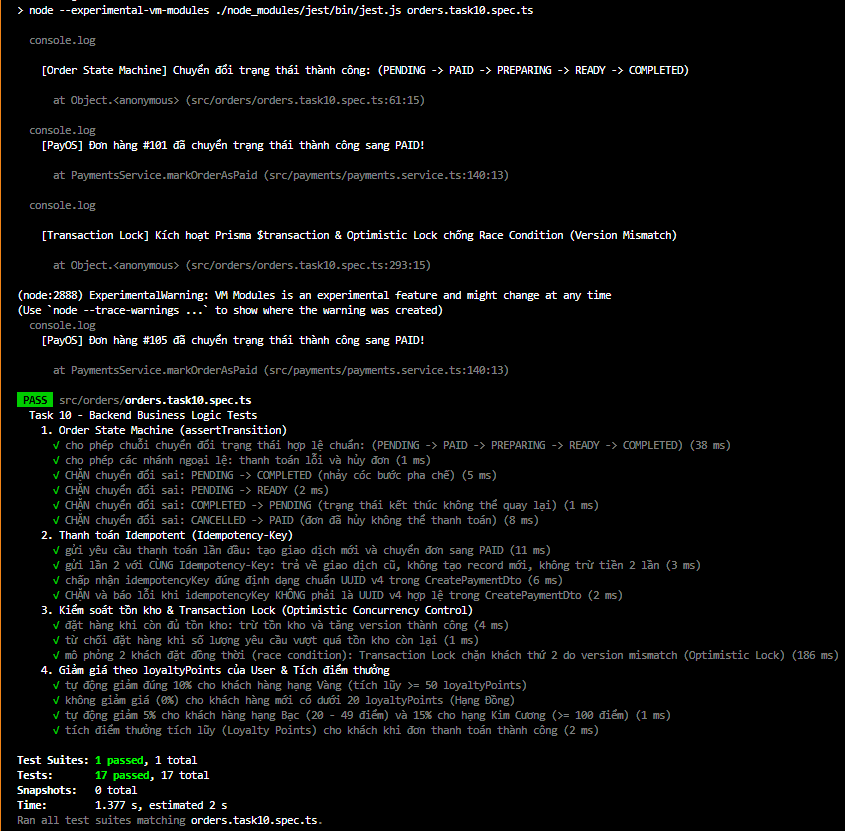 > node --experimental-vm-modules ./node_modules/jest/bin/jest.js orders.task10.spec.ts
console.log
[Order State Machine] Chuyển đổi trạng thái thành công: (PENDING -> PAID -> PREPARING -> READY -> COMPLETED)
at Object.<anonymous> (src/orders/orders.task10.spec.ts:61:15)
console.log
[PayOS] Đơn hàng #101 đã chuyển trạng thái thành công sang PAID!
at PaymentsService.markOrderAsPaid (src/payments/payments.service.ts:140:13)
console.log
[Transaction Lock] Kích hoạt Prisma $transaction & Optimistic Lock chống Race Condition (Version Mismatch)
at Object.<anonymous> (src/orders/orders.task10.spec.ts:293:15)
(node:2888) ExperimentalWarning: VM Modules is an experimental feature and might change at any time
(Use `node --trace-warnings ...` to show where the warning was created)
console.log
[PayOS] Đơn hàng #105 đã chuyển trạng thái thành công sang PAID!
at PaymentsService.markOrderAsPaid (src/payments/payments.service.ts:140:13)
PASS src/orders/orders.task10.spec.ts
Task 10 - Backend Business Logic Tests
1. Order State Machine (assertTransition)
√ cho phép chuỗi chuyển đổi trạng thái hợp lệ chuẩn: (PENDING -> PAID -> PREPARING -> READY -> COMPLETED) (38 ms)
√ cho phép các nhánh ngoại lệ: thanh toán lỗi và hủy đơn (1 ms)
√ CHẶN chuyển đổi sai: PENDING -> COMPLETED (nhảy cóc bước pha chế) (5 ms)
√ CHẶN chuyển đổi sai: PENDING -> READY (2 ms)
√ CHẶN chuyển đổi sai: COMPLETED -> PENDING (trạng thái kết thúc không thể quay lại) (1 ms)
√ CHẶN chuyển đổi sai: CANCELLED -> PAID (đơn đã hủy không thể thanh toán) (8 ms)
2. Thanh toán Idempotent (Idempotency-Key)
√ gửi yêu cầu thanh toán lần đầu: tạo giao dịch mới và chuyển đơn sang PAID (11 ms)
√ gửi lần 2 với CÙNG Idempotency-Key: trả về giao dịch cũ, không tạo record mới, không trừ tiền 2 lần (3 ms)
√ chấp nhận idempotencyKey đúng định dạng chuẩn UUID v4 trong CreatePaymentDto (6 ms)
√ CHẶN và báo lỗi khi idempotencyKey KHÔNG phải là UUID v4 hợp lệ trong CreatePaymentDto (2 ms)
3. Kiểm soát tồn kho & Transaction Lock (Optimistic Concurrency Control)
√ đặt hàng khi còn đủ tồn kho: trừ tồn kho và tăng version thành công (4 ms)
√ từ chối đặt hàng khi số lượng yêu cầu vượt quá tồn kho còn lại (1 ms)
√ mô phỏng 2 khách đặt đồng thời (race condition): Transaction Lock chặn khách thứ 2 do version mismatch (Optimistic Lock) (186 ms)
4. Giảm giá theo loyaltyPoints của User & Tích điểm thưởng
√ tự động giảm đúng 10% cho khách hàng hạng Vàng (tích lũy >= 50 loyaltyPoints)
√ không giảm giá (0%) cho khách hàng mới có dưới 20 loyaltyPoints (Hạng Đồng)
√ tự động giảm 5% cho khách hàng hạng Bạc (20 - 49 điểm) và 15% cho hạng Kim Cương (>= 100 điểm) (1 ms)
√ tích điểm thưởng tích lũy (Loyalty Points) cho khách khi đơn thanh toán thành công (2 ms)
Test Suites: 1 passed, 1 total
Tests: 17 passed, 17 total
Snapshots: 0 total
Time: 1.377 s, estimated 2 s
Ran all test suites matching orders.task10.spec.ts.